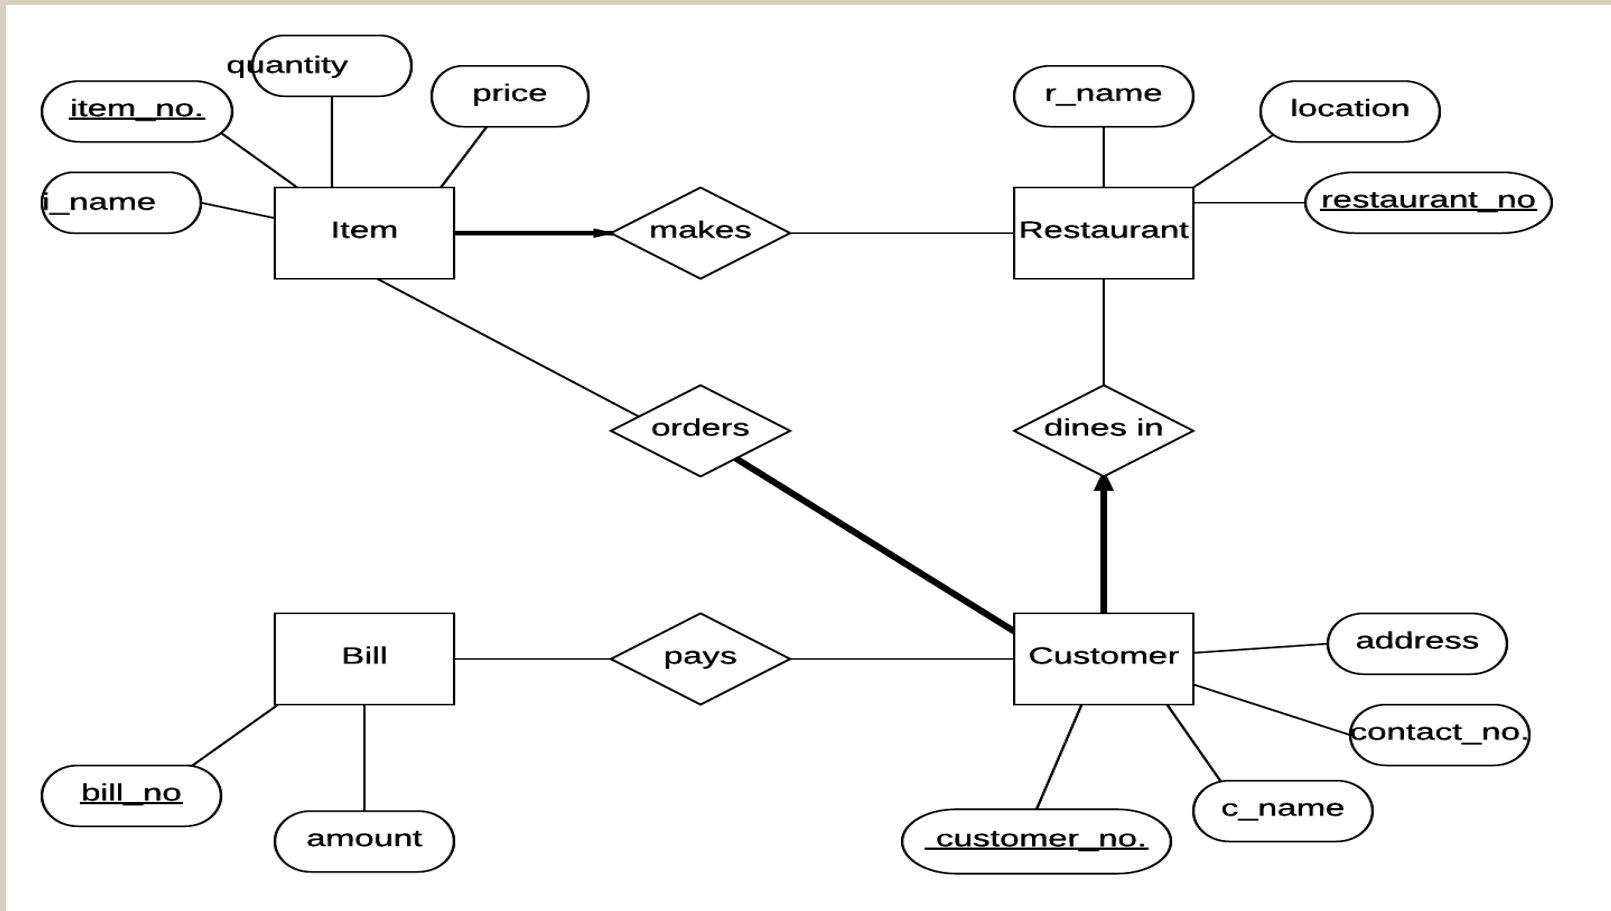 quantity
price
r_name
item_no.
location
i_name
restaurant_no
Item
makes
Restaurant
orders
dines in
Bill
pays
Customer
address
contact_no.
bill_no
c_name
amount
customer_no.